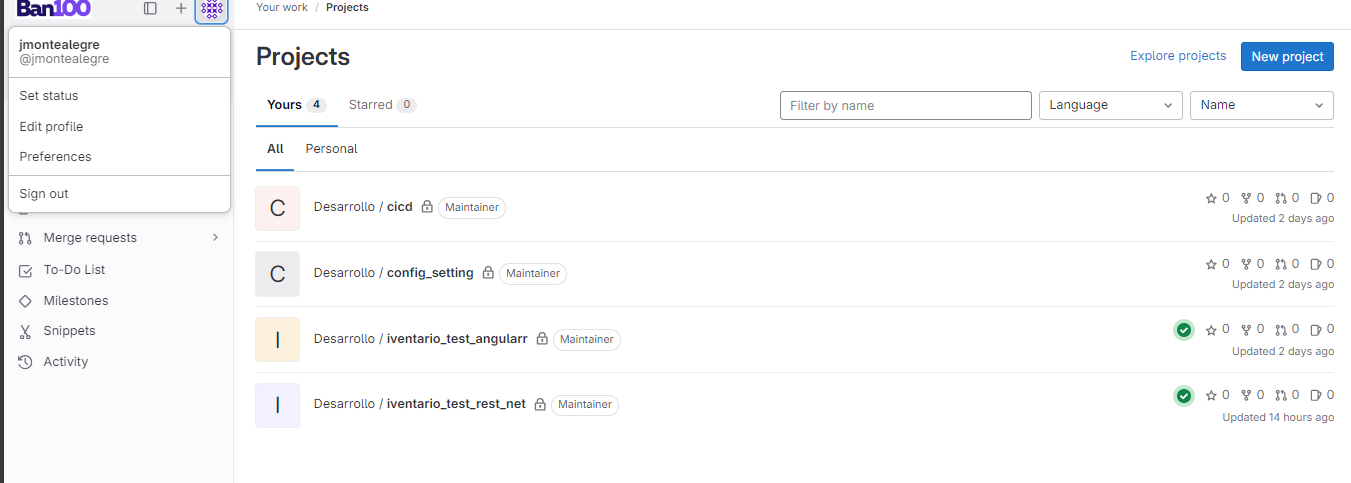 Ban100
Your work / Projects
jmontealegre
@jmontealegre
Set status
Edit profile
Preferences
Sign out
Merge requests
To-Do List
Milestones
Snippets
Activity
Projects
Explore projects
New project
Yours 4
Starred 0
Filter by name
Language
Name
All
Personal
C
Desarrollo / cicd
Maintainer
0 0 0 0
Updated 2 days ago
C
Desarrollo / config_setting
Maintainer
0 0 0 0
Updated 2 days ago
I
Desarrollo / iventario_test_angularr
Maintainer
0 0 0 0
Updated 2 days ago
I
Desarrollo / iventario_test_rest_net
Maintainer
0 0 0 0
Updated 14 hours ago